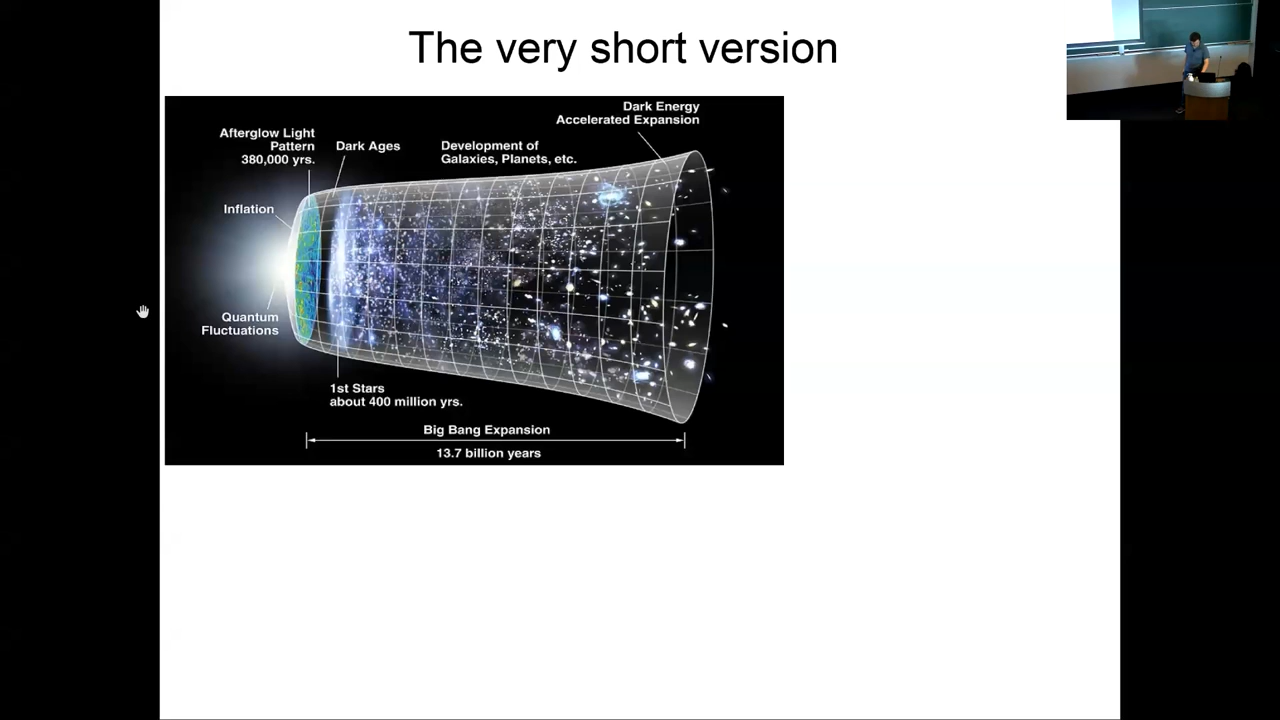 The very short version
Dark Energy
Accelerated Expansion
Afterglow Light
Pattern
380,000 yrs.
Dark Ages
Development of
Galaxies, Planets, etc.
Inflation
Quantum
Fluctuations
1st Stars
about 400 million yrs.
Big Bang Expansion
13.7 billion years